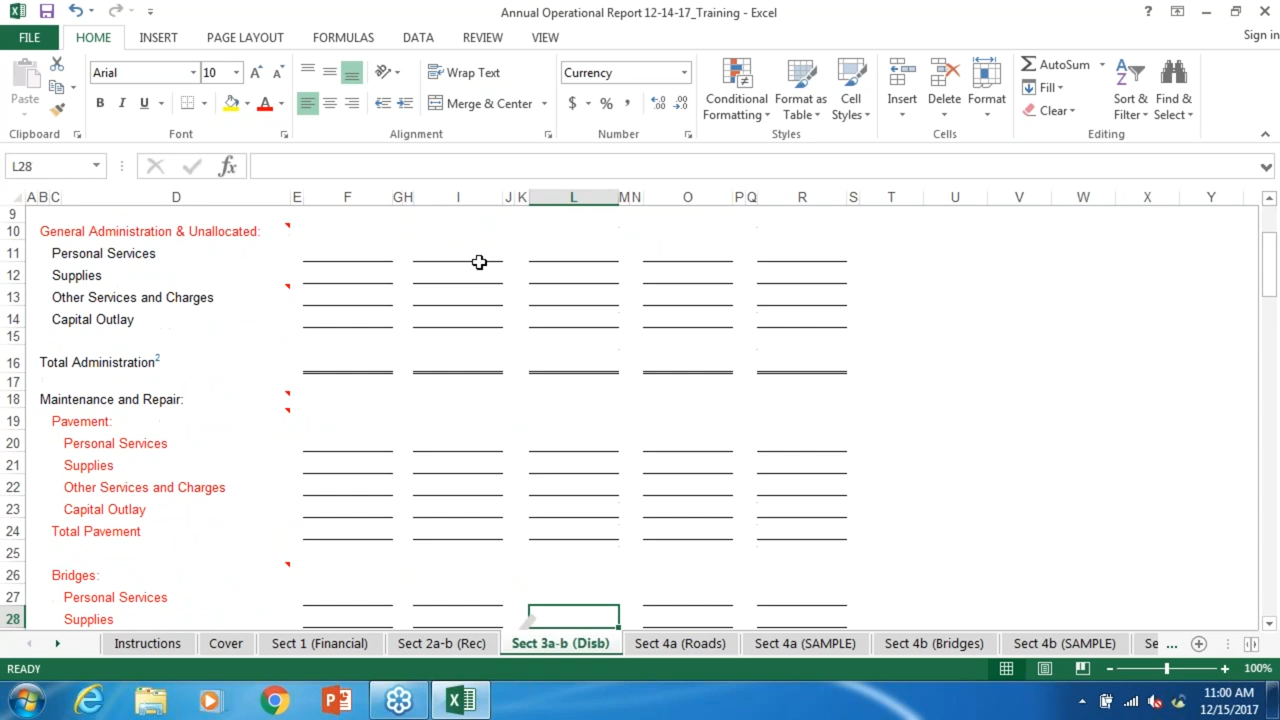 Annual Operational Report 12-14-17_Training - Excel
FILE HOME INSERT PAGE LAYOUT FORMULAS DATA REVIEW VIEW Sign in
Paste
Clipboard
Arial 10
B I U
Font
Wrap Text
Merge & Center
Alignment
Currency
$ % ,
Number
Conditional Formatting
Format as Table
Cell Styles
Styles
Insert Delete Format
Cells
AutoSum
Fill
Clear
Sort & Filter
Find & Select
Editing
L28 fx
A B C D E F G H I J K L M N O P Q R S T U V W X Y
9
10 General Administration & Unallocated:
11 Personal Services
12 Supplies
13 Other Services and Charges
14 Capital Outlay
15
16 Total Administration2
17
18 Maintenance and Repair:
19 Pavement:
20 Personal Services
21 Supplies
22 Other Services and Charges
23 Capital Outlay
24 Total Pavement
25
26 Bridges:
27 Personal Services
28 Supplies
Instructions Cover Sect 1 (Financial) Sect 2a-b (Rec) Sect 3a-b (Disb) Sect 4a (Roads) Sect 4a (SAMPLE) Sect 4b (Bridges) Sect 4b (SAMPLE) Se ...
READY 100%
11:00 AM
12/15/2017